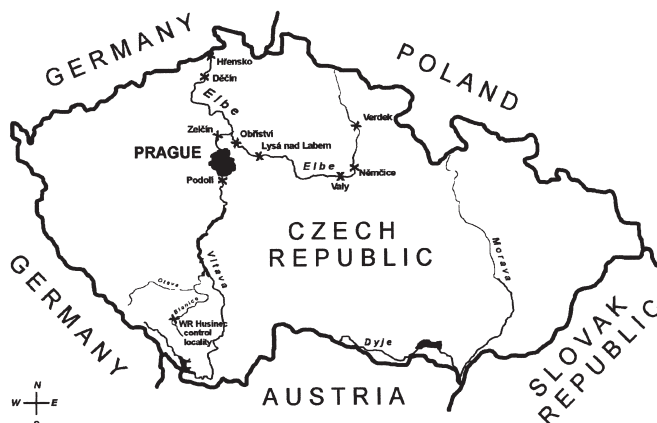 GERMANY
POLAND
Hřensko
Děčín
Elbe
Zelčín
Obříství
Lysá nad Labem
Verdek
PRAGUE
Podolí
Elbe
Němčice
Valy
CZECH
REPUBLIC
Vltava
Morava
GERMANY
Otava
Blanice
WR Husinec
control
locality
Dyje
SLOVAK
REPUBLIC
AUSTRIA
N
W
E